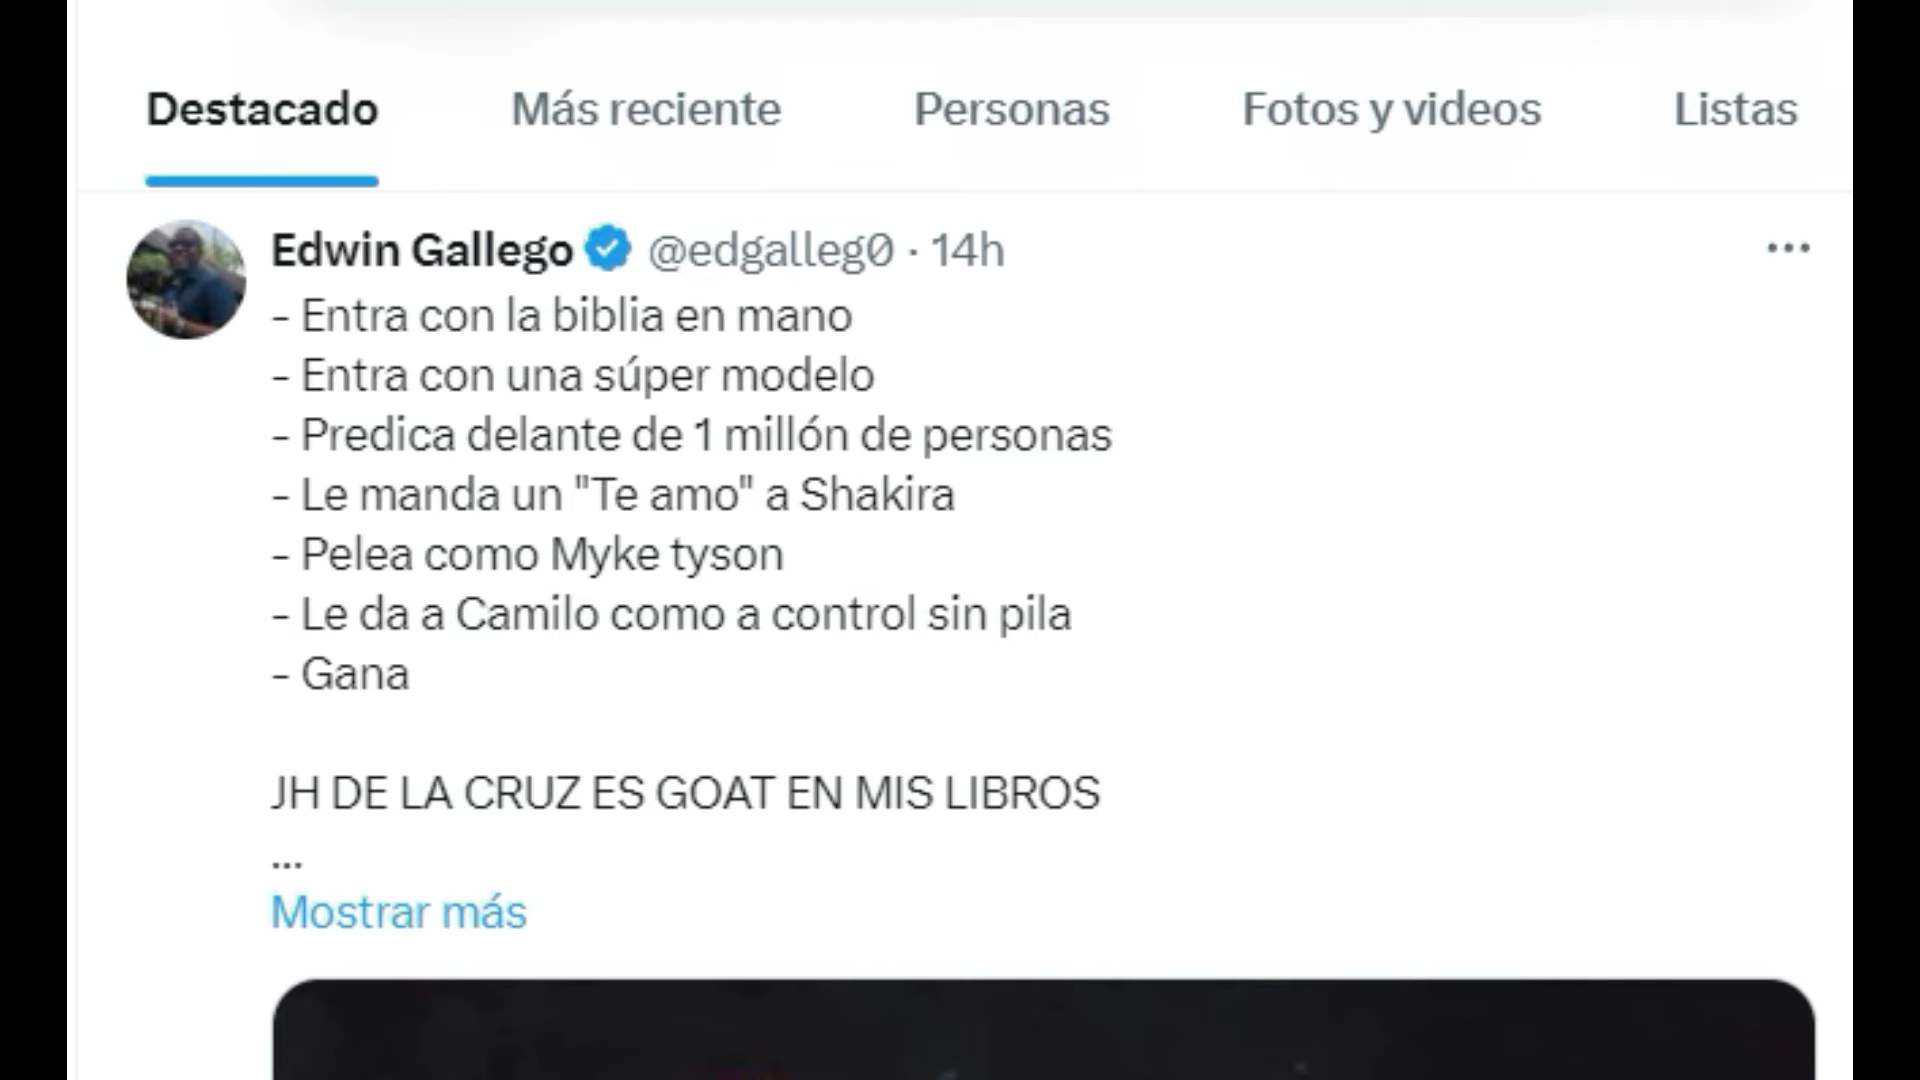 Destacado Más reciente Personas Fotos y videos Listas
Edwin Gallego @edgalleg0 · 14h ...
- Entra con la biblia en mano
- Entra con una súper modelo
- Predica delante de 1 millón de personas
- Le manda un "Te amo" a Shakira
- Pelea como Myke tyson
- Le da a Camilo como a control sin pila
- Gana
JH DE LA CRUZ ES GOAT EN MIS LIBROS
...
Mostrar más